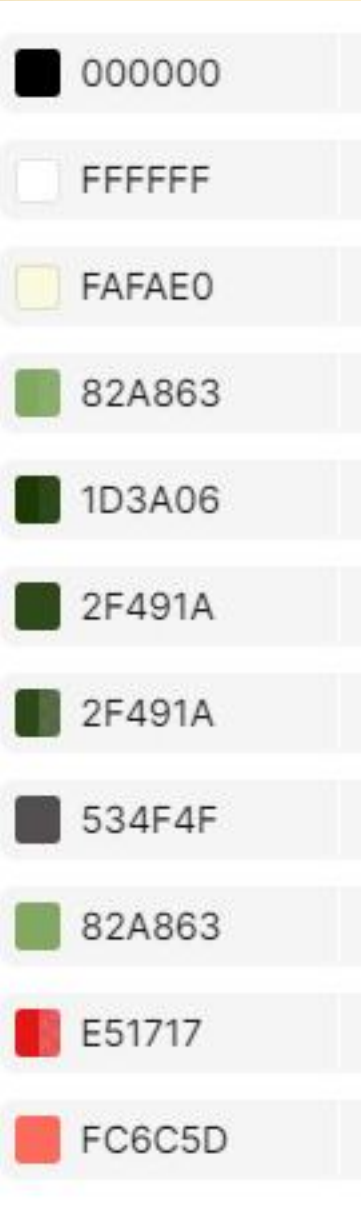 000000
FFFFFF
FAFAE0
82A863
1D3A06
2F491A
2F491A
534F4F
82A863
E51717
FC6C5D